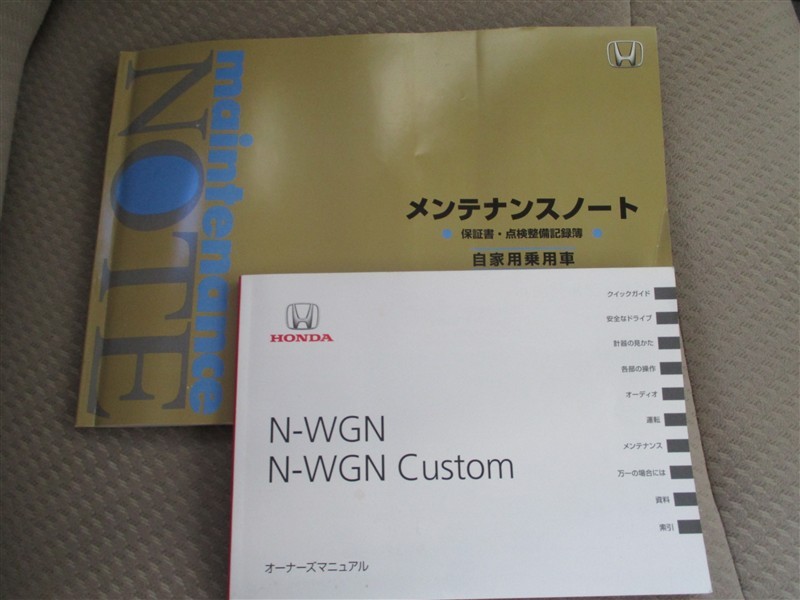 maintenance
NOTE
メンテナンスノート
保証書・点検整備記録簿
自家用乗用車
HONDA
N-WGN
N-WGN Custom
オーナーズマニュアル
クイックガイド
安全なドライブ
計器の見かた
各部の操作
オーディオ
運転
メンテナンス
万一の場合には
資料
索引